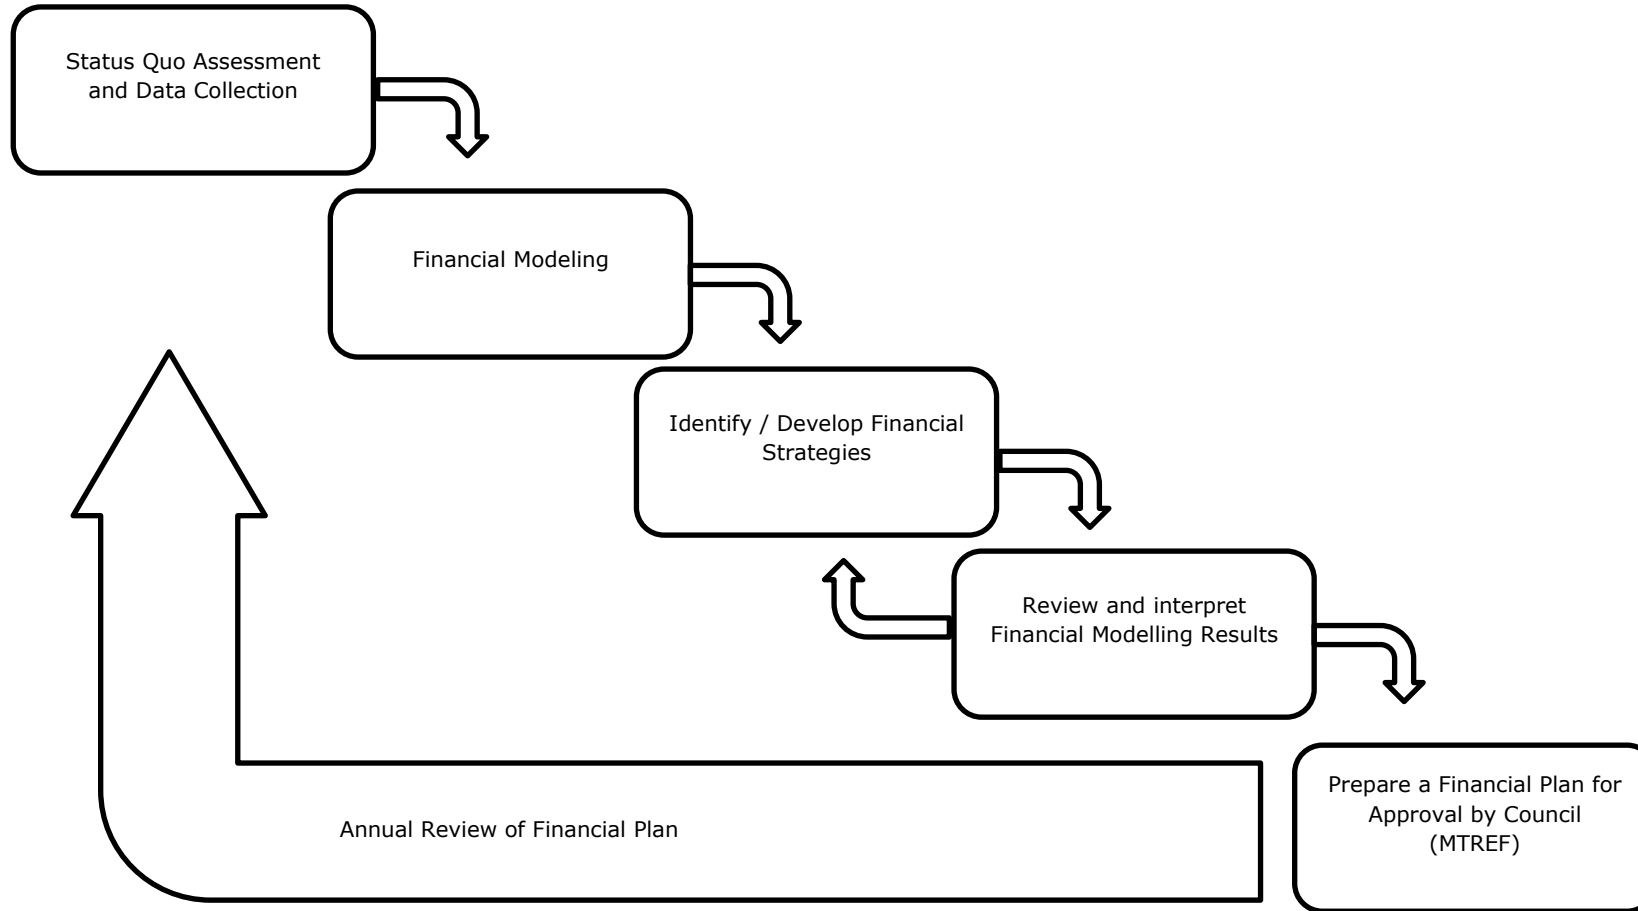 Status Quo Assessment
and Data Collection
Financial Modeling
Identify / Develop Financial
Strategies
Review and interpret
Financial Modelling Results
Prepare a Financial Plan for
Approval by Council
(MTREF)
Annual Review of Financial Plan